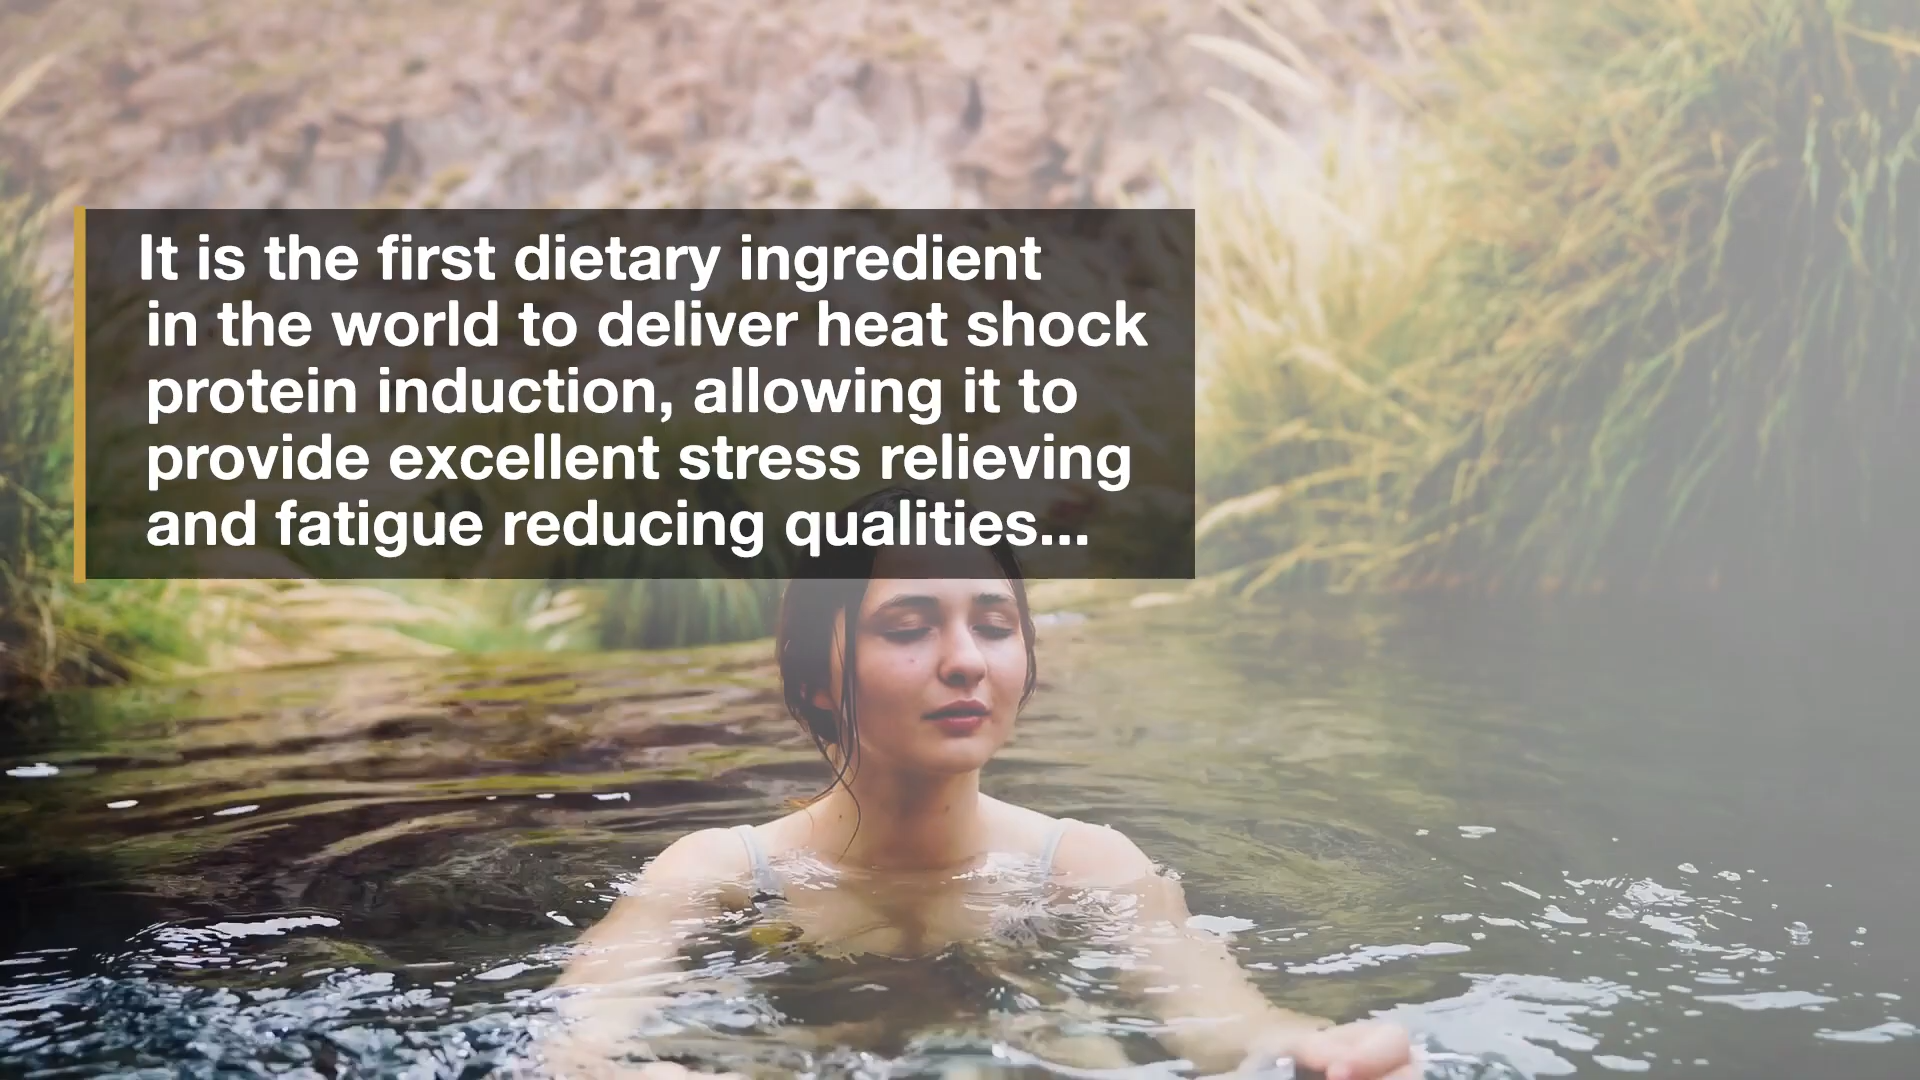 It is the first dietary ingredient
in the world to deliver heat shock
protein induction, allowing it to
provide excellent stress relieving
and fatigue reducing qualities...